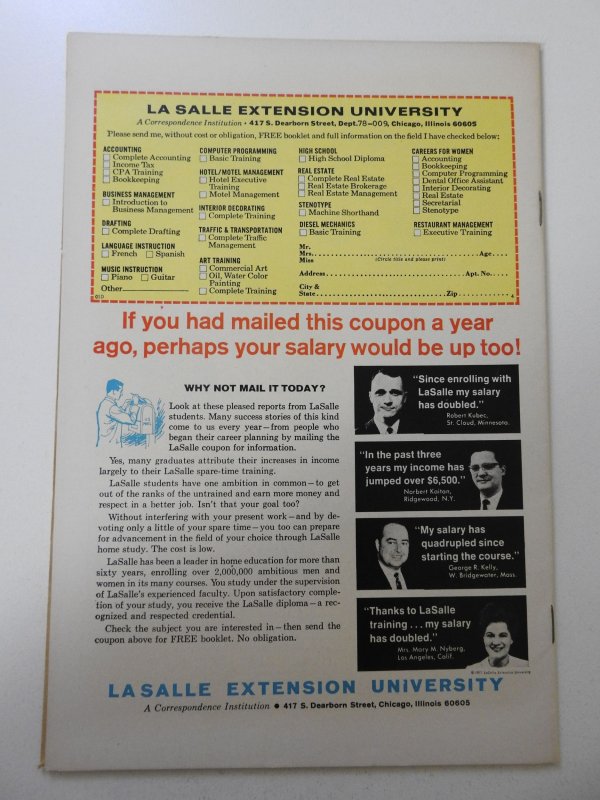 LA SALLE EXTENSION UNIVERSITY
A Correspondence Institution • 417 S. Dearborn Street, Dept. 78-009, Chicago, Illinois 60605
Please send me, without cost or obligation, FREE booklet and full information on the field I have checked below:
ACCOUNTING
Complete Accounting
Income Tax
CPA Training
Bookkeeping
BUSINESS MANAGEMENT
Introduction to
Business Management
DRAFTING
Complete Drafting
LANGUAGE INSTRUCTION
French Spanish
MUSIC INSTRUCTION
Piano Guitar
Other
COMPUTER PROGRAMMING
Basic Training
HOTEL/MOTEL MANAGEMENT
Hotel Executive
Training
Motel Management
INTERIOR DECORATING
Complete Training
TRAFFIC & TRANSPORTATION
Complete Traffic
Management
ART TRAINING
Commercial Art
Oil, Water Color
Painting
Complete Training
HIGH SCHOOL
High School Diploma
REAL ESTATE
Complete Real Estate
Real Estate Brokerage
Real Estate Management
STENOTYPE
Machine Shorthand
DIESEL MECHANICS
Basic Training
CAREERS FOR WOMEN
Accounting
Bookkeeping
Computer Programming
Dental Office Assistant
Interior Decorating
Real Estate
Secretarial
Stenotype
RESTAURANT MANAGEMENT
Executive Training
Mr.
Mrs. Age
Miss (Circle title and please print)
Address Apt. No.
City &
State Zip
4
If you had mailed this coupon a year
ago, perhaps your salary would be up too!
WHY NOT MAIL IT TODAY?
Look at these pleased reports from LaSalle
students. Many success stories of this kind
come to us every year—from people who
began their career planning by mailing the
LaSalle coupon for information.
Yes, many graduates attribute their increases in income
largely to their LaSalle spare-time training.
LaSalle students have one ambition in common—to get
out of the ranks of the untrained and earn more money and
respect in a better job. Isn't that your goal too?
Without interfering with your present work—and by de-
voting only a little of your spare time—you too can prepare
for advancement in the field of your choice through LaSalle
home study. The cost is low.
LaSalle has been a leader in home education for more than
sixty years, enrolling over 2,000,000 ambitious men and
women in its many courses. You study under the supervision
of LaSalle's experienced faculty. Upon satisfactory comple-
tion of your study, you receive the LaSalle diploma—a rec-
ognized and respected credential.
Check the subject you are interested in—then send the
coupon above for FREE booklet. No obligation.
"Since enrolling with
LaSalle my salary
has doubled."
Robert Kubec,
St. Cloud, Minnesota.
"In the past three
years my income has
jumped over $6,500."
Norbert Kaiton,
Ridgewood, N.Y.
"My salary has
quadrupled since
starting the course."
George R. Kelly,
W. Bridgewater, Mass.
"Thanks to LaSalle
training...my salary
has doubled."
Mrs. Mary M. Nyberg,
Los Angeles, Calif.
© 1971 LaSalle Extension University
LA SALLE EXTENSION UNIVERSITY
A Correspondence Institution • 417 S. Dearborn Street, Chicago, Illinois 60605